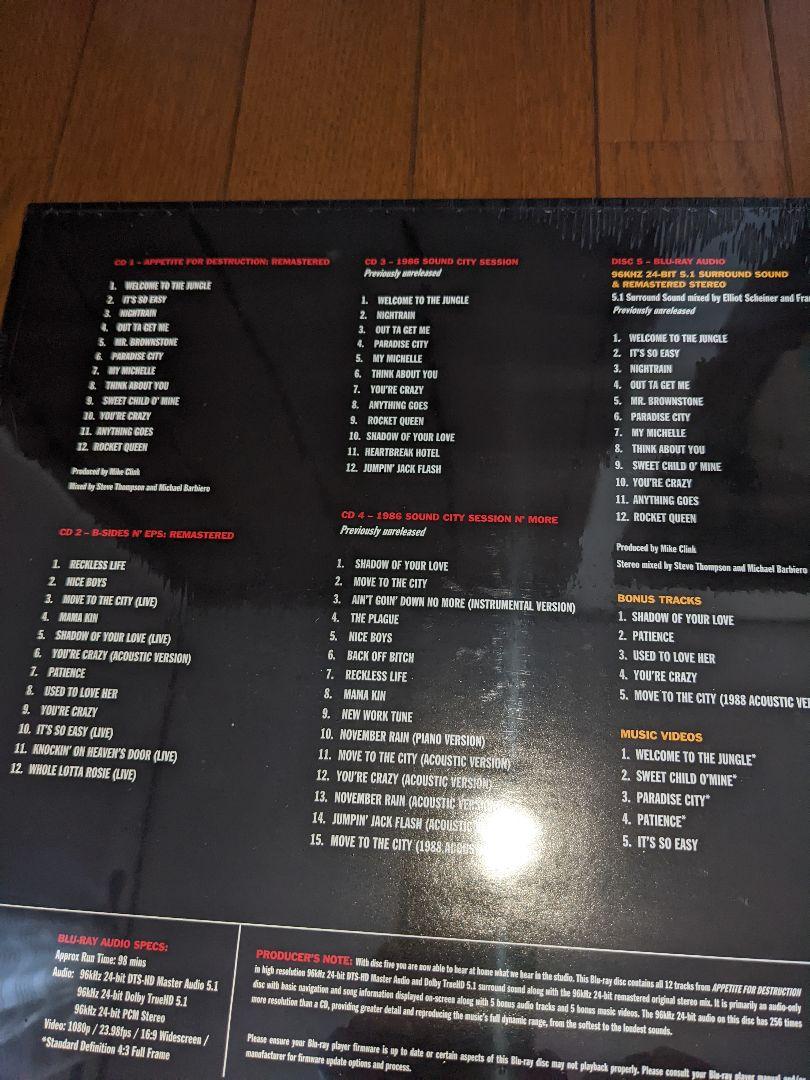 CD 1 – APPETITE FOR DESTRUCTION: REMASTERED
1. WELCOME TO THE JUNGLE
2. IT'S SO EASY
3. NIGHTRAIN
4. OUT TA GET ME
5. MR. BROWNSTONE
6. PARADISE CITY
7. MY MICHELLE
8. THINK ABOUT YOU
9. SWEET CHILD O' MINE
10. YOU'RE CRAZY
11. ANYTHING GOES
12. ROCKET QUEEN
Produced by Mike Clink
Mixed by Steve Thompson and Michael Barbiero
CD 2 – B-SIDES N' EPS: REMASTERED
1. RECKLESS LIFE
2. NICE BOYS
3. MOVE TO THE CITY (LIVE)
4. MAMA KIN
5. SHADOW OF YOUR LOVE (LIVE)
6. YOU'RE CRAZY (ACOUSTIC VERSION)
7. PATIENCE
8. USED TO LOVE HER
9. YOU'RE CRAZY
10. IT'S SO EASY (LIVE)
11. KNOCKIN' ON HEAVEN'S DOOR (LIVE)
12. WHOLE LOTTA ROSIE (LIVE)
CD 3 – 1986 SOUND CITY SESSION
Previously unreleased
1. WELCOME TO THE JUNGLE
2. NIGHTRAIN
3. OUT TA GET ME
4. PARADISE CITY
5. MY MICHELLE
6. THINK ABOUT YOU
7. YOU'RE CRAZY
8. ANYTHING GOES
9. ROCKET QUEEN
10. SHADOW OF YOUR LOVE
11. HEARTBREAK HOTEL
12. JUMPIN' JACK FLASH
CD 4 – 1986 SOUND CITY SESSION N' MORE
Previously unreleased
1. SHADOW OF YOUR LOVE
2. MOVE TO THE CITY
3. AIN'T GOIN' DOWN NO MORE (INSTRUMENTAL VERSION)
4. THE PLAGUE
5. NICE BOYS
6. BACK OFF BITCH
7. RECKLESS LIFE
8. MAMA KIN
9. NEW WORK TUNE
10. NOVEMBER RAIN (PIANO VERSION)
11. MOVE TO THE CITY (ACOUSTIC VERSION)
12. YOU'RE CRAZY (ACOUSTIC VERSION)
13. NOVEMBER RAIN (ACOUSTIC VERSION)
14. JUMPIN' JACK FLASH (ACOUSTIC
15. MOVE TO THE CITY (1988
DISC 5 – BLU-RAY AUDIO
96KHZ 24-BIT 5.1 SURROUND SOUND
& REMASTERED STEREO
5.1 Surround Sound mixed by Elliot Scheiner and
Previously unreleased
1. WELCOME TO THE JUNGLE
2. IT'S SO EASY
3. NIGHTRAIN
4. OUT TA GET ME
5. MR. BROWNSTONE
6. PARADISE CITY
7. MY MICHELLE
8. THINK ABOUT YOU
9. SWEET CHILD O' MINE
10. YOU'RE CRAZY
11. ANYTHING GOES
12. ROCKET QUEEN
Produced by Mike Clink
Stereo mixed by Steve Thompson and Michael Barbiero
BONUS TRACKS
1. SHADOW OF YOUR LOVE
2. PATIENCE
3. USED TO LOVE HER
4. YOU'RE CRAZY
5. MOVE TO THE CITY (1988 ACOUSTIC
MUSIC VIDEOS
1. WELCOME TO THE JUNGLE*
2. SWEET CHILD O'MINE*
3. PARADISE CITY*
4. PATIENCE*
5. IT'S SO EASY
BLU-RAY AUDIO SPECS:
Approx Run Time: 98 mins
Audio: 96kHz 24-bit DTS-HD Master Audio 5.1
96kHz 24-bit Dolby TrueHD 5.1
96kHz 24-bit PCM Stereo
Video: 1080p / 23.98fps / 16:9 Widescreen /
*Standard Definition 4:3 Full Frame
PRODUCER'S NOTE: With disc five you are now able to hear at home what we hear in the studio. This Blu-ray disc contains all 12 tracks from APPETITE FOR DESTRUCTION
in high resolution 96kHz 24-bit DTS-HD Master Audio and Dolby TrueHD 5.1 surround sound along with the 96kHz 24-bit remastered original stereo mix. It is primarily an audio-only
disc with basic navigation and song information displayed on-screen along with 5 bonus audio tracks and 5 bonus music videos. The 96kHz 24-bit audio on this disc has 256 times
more resolution than a CD, providing greater detail and reproducing the music's full dynamic range, from the softest to the loudest sounds.
Please ensure your Blu-ray player firmware is up to date or certain aspects of this Blu-ray disc may not playback properly. Please consult your Blu-ray player manual
manufacturer for firmware update options and process.